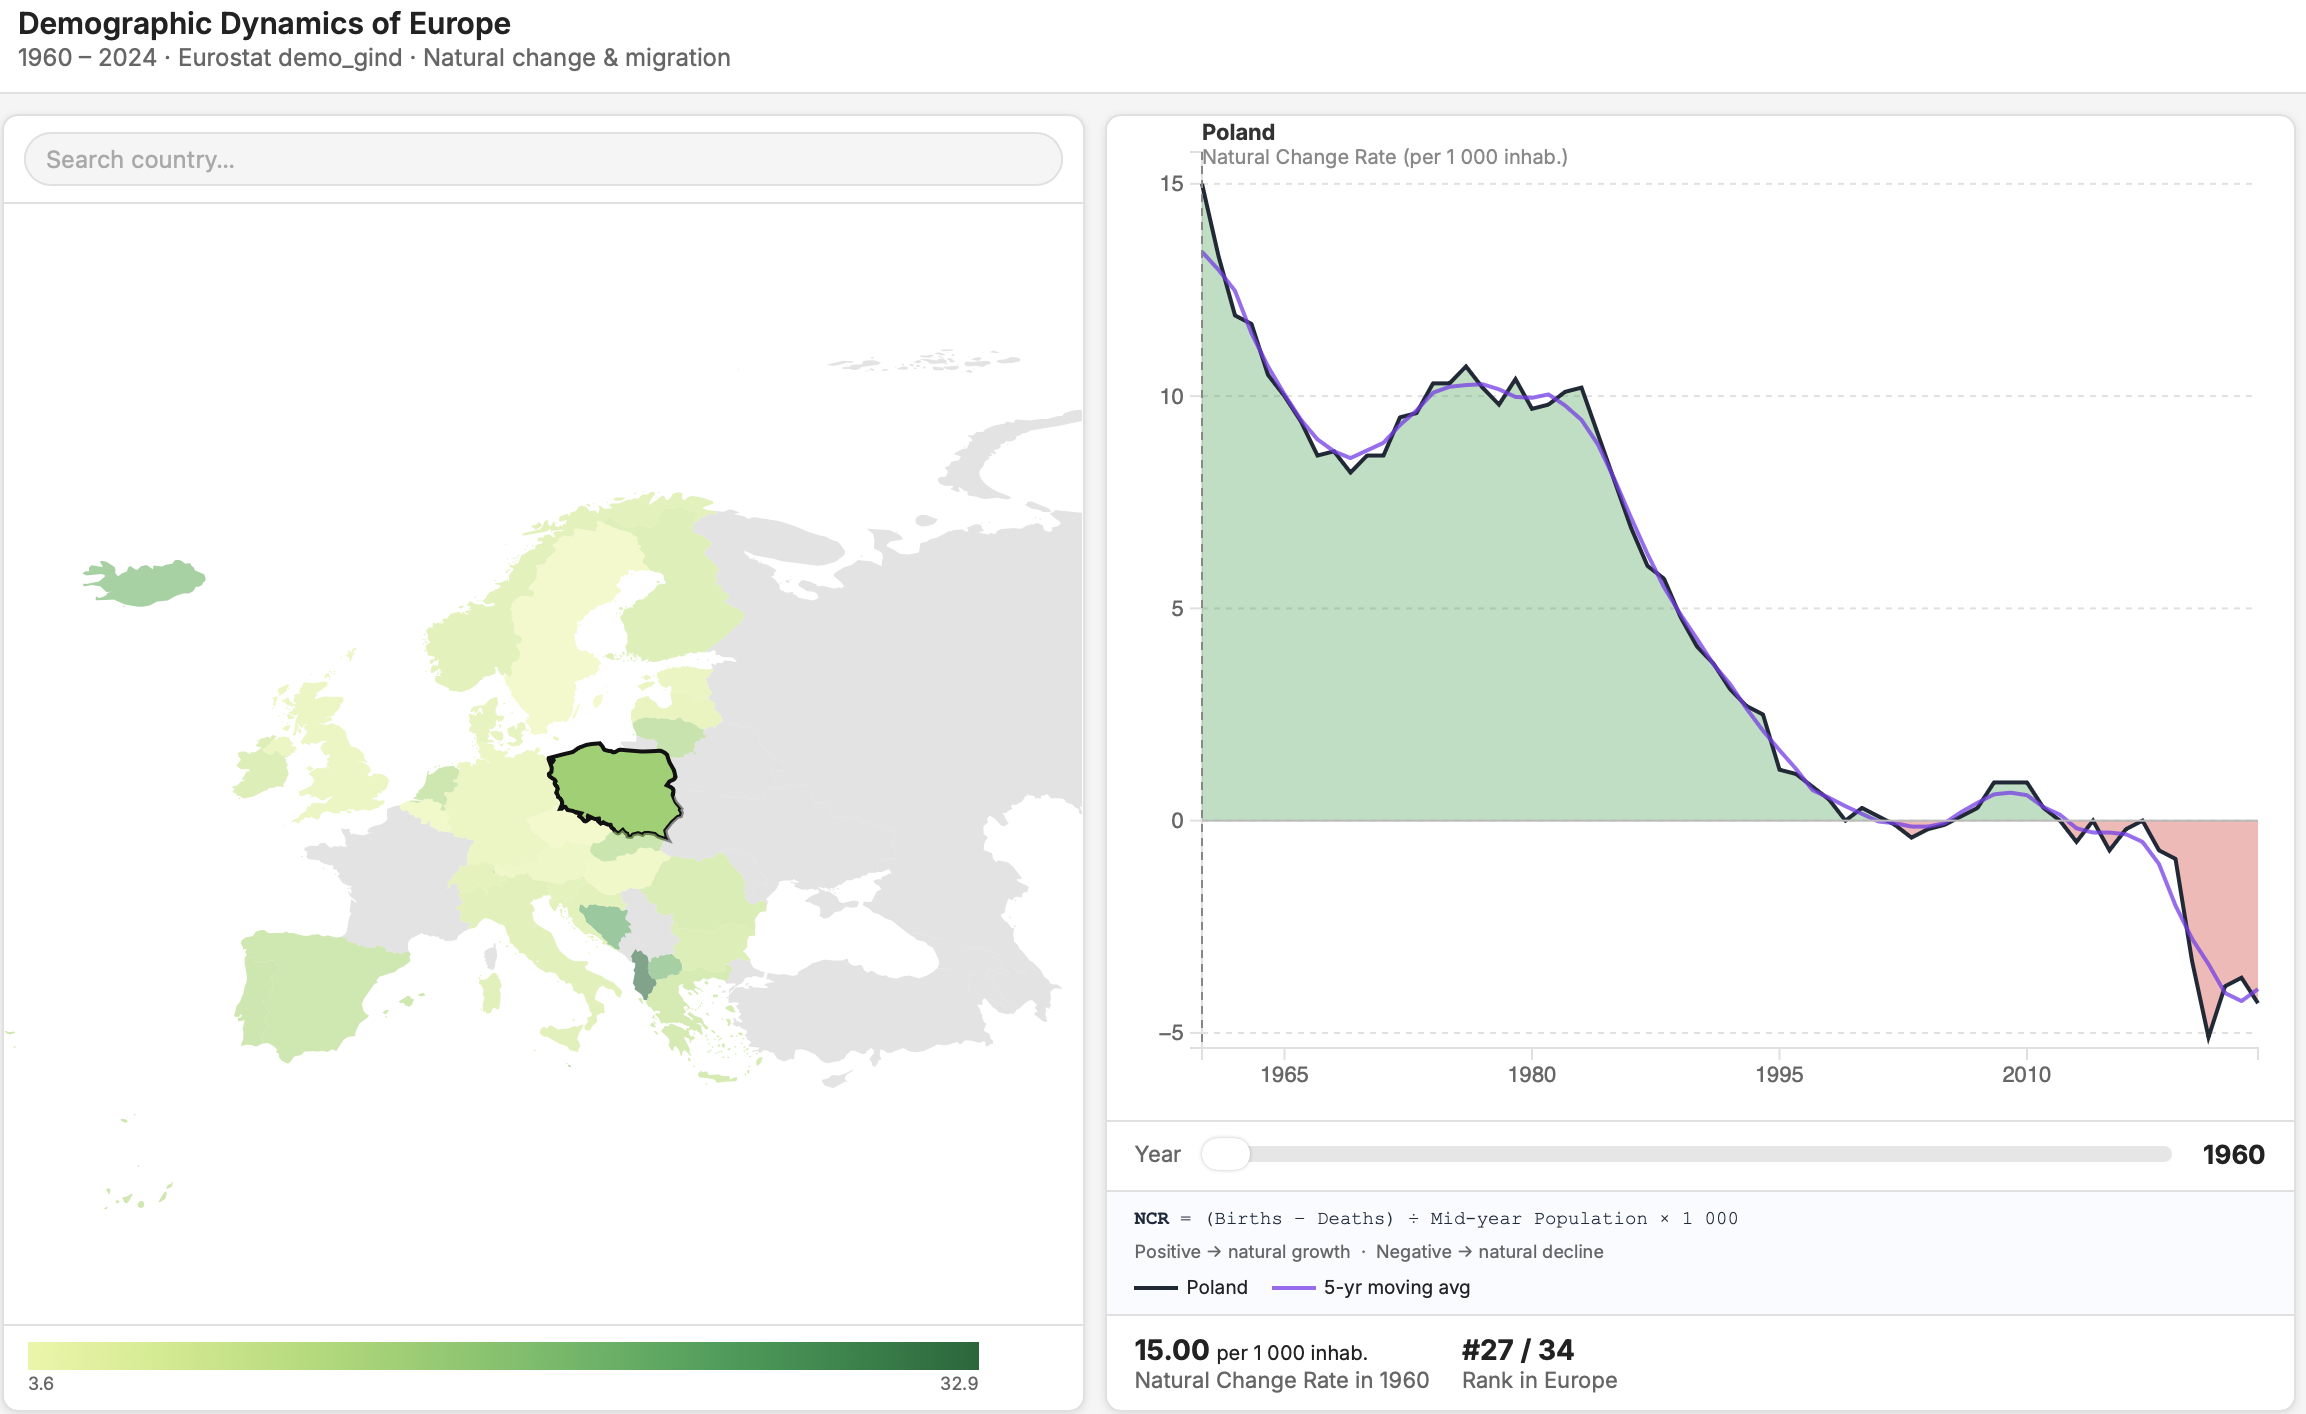 Demographic Dynamics of Europe
1960 – 2024 · Eurostat demo_gind · Natural change & migration
Search country...
3.6
32.9
Poland
Natural Change Rate (per 1 000 inhab.)
15
10
5
0
−5
1965
1980
1995
2010
Year
1960
NCR = (Births − Deaths) ÷ Mid-year Population × 1 000
Positive → natural growth · Negative → natural decline
Poland
5-yr moving avg
15.00 per 1 000 inhab.
Natural Change Rate in 1960
#27 / 34
Rank in Europe